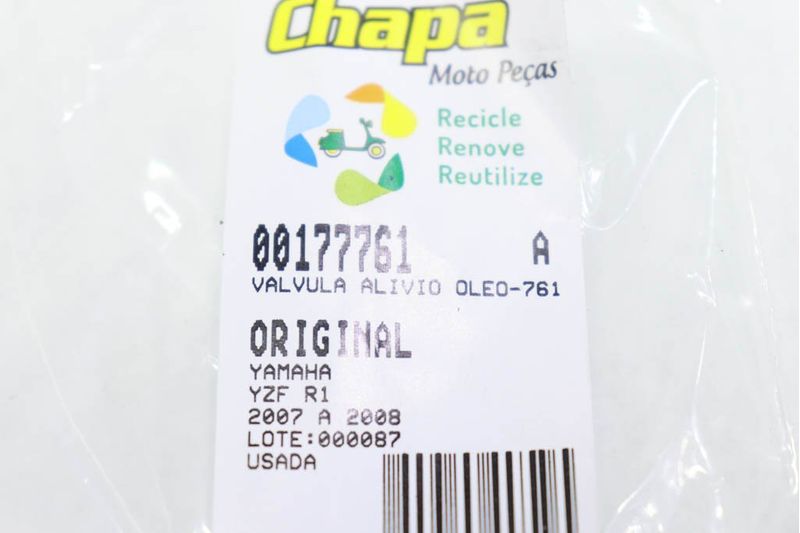 Chapa
Moto Peças
Recicle
Renove
Reutilize
00177761 A
VALVULA ALIVIO OLEO-761
ORIGINAL
YAMAHA
YZF R1
2007 A 2008
LOTE:000087
USADA